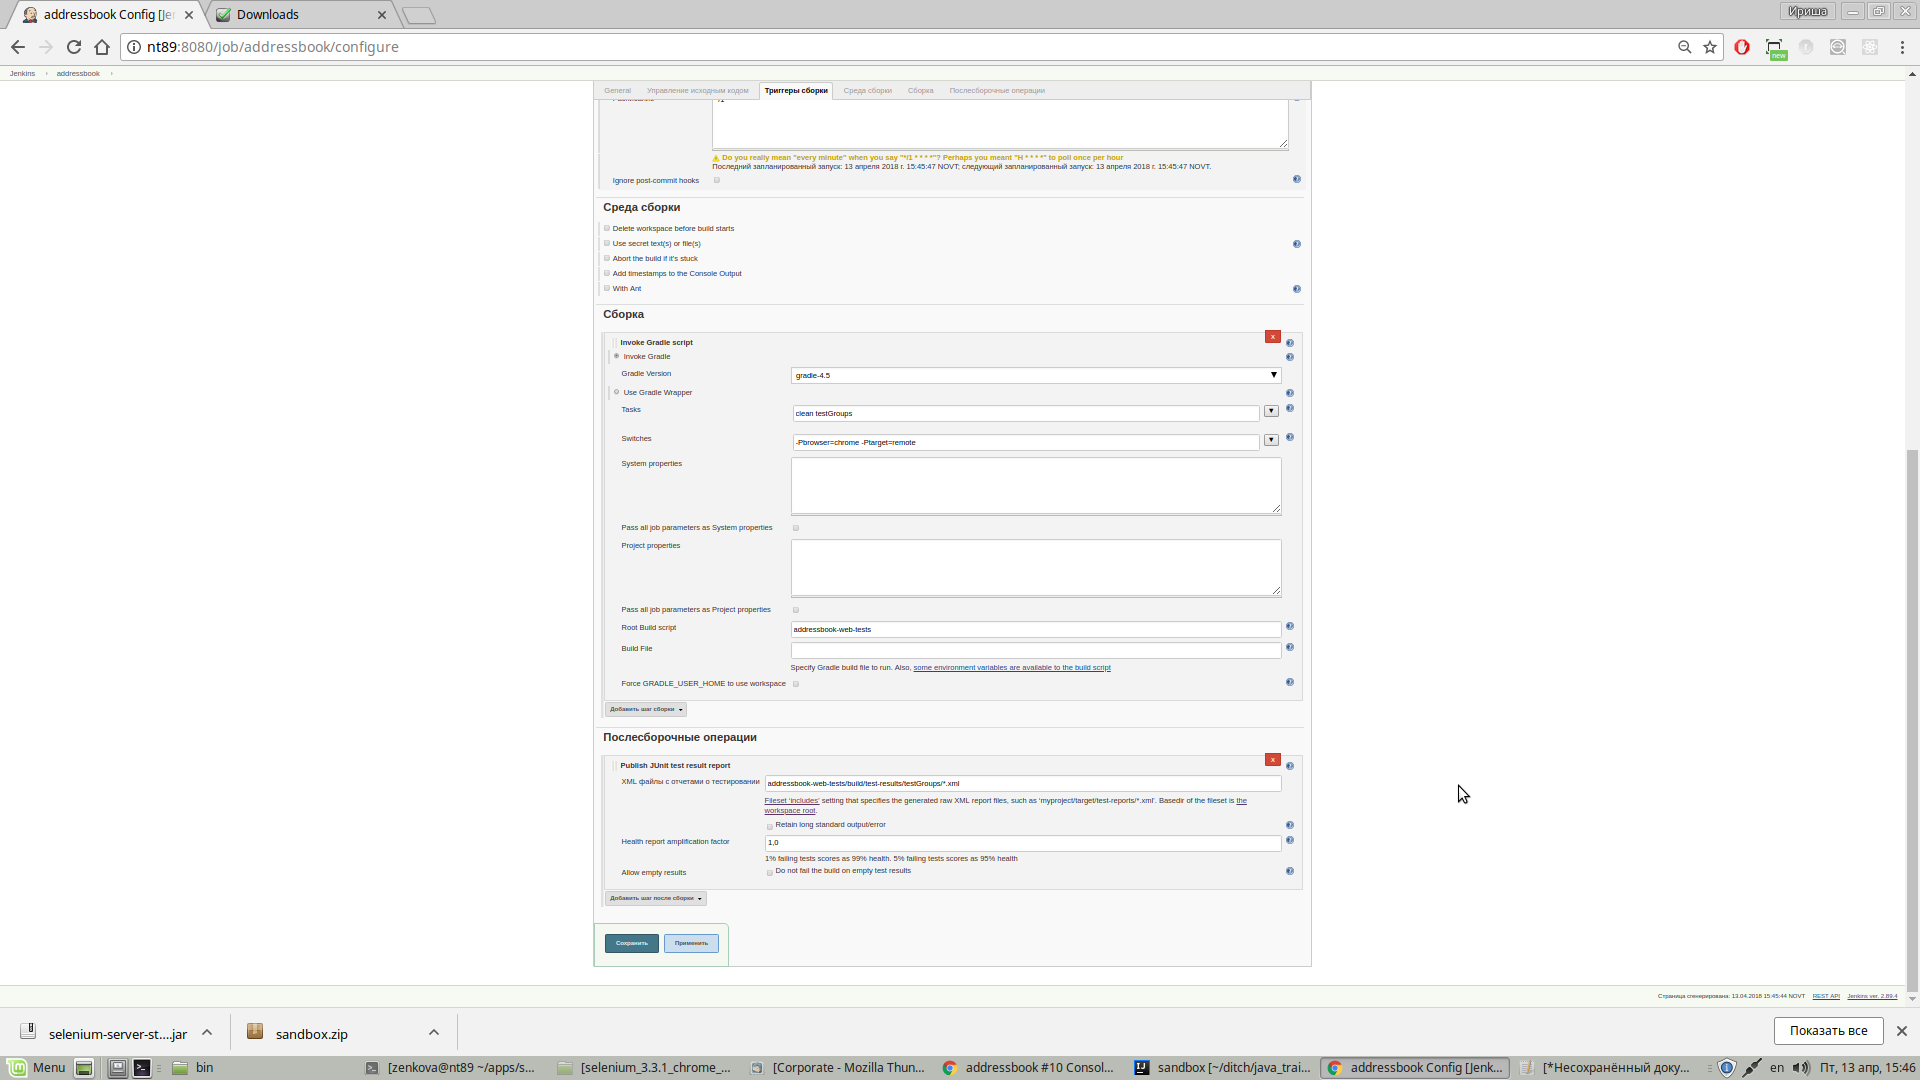 addressbook Config [Je
Downloads
Ириша
nt89:8080/job/addressbook/configure
new
Jenkins › addressbook ›
General Управление исходным кодом Триггеры сборки Среда сборки Сборка Послесборочные операции
Do you really mean "every minute" when you say "*/1 * * * *"? Perhaps you meant "H * * * *" to poll once per hour
Последний запланированный запуск: 13 апреля 2018 г. 15:45:47 NOVT; следующий запланированный запуск: 13 апреля 2018 г. 15:45:47 NOVT.
Ignore post-commit hooks
Среда сборки
Delete workspace before build starts
Use secret text(s) or file(s)
Abort the build if it's stuck
Add timestamps to the Console Output
With Ant
Сборка
X
Invoke Gradle script
Invoke Gradle
Gradle Version gradle-4.5
Use Gradle Wrapper
Tasks clean testGroups
Switches -Pbrowser=chrome -Ptarget=remote
System properties
Pass all job parameters as System properties
Project properties
Pass all job parameters as Project properties
Root Build script addressbook-web-tests
Build File
Specify Gradle build file to run. Also, some environment variables are available to the build script
Force GRADLE_USER_HOME to use workspace
Добавить шаг сборки
Послесборочные операции
X
Publish JUnit test result report
XML файлы с отчетами о тестировании addressbook-web-tests/build/test-results/testGroups/*.xml
Fileset 'includes' setting that specifies the generated raw XML report files, such as 'myproject/target/test-reports/*.xml'. Basedir of the fileset is the
workspace root.
Retain long standard output/error
Health report amplification factor 1,0
1% failing tests scores as 99% health. 5% failing tests scores as 95% health
Allow empty results Do not fail the build on empty test results
Добавить шаг после сборки
Сохранить Применить
Страница сгенерирована: 13.04.2018 15:45:44 NOVT REST API Jenkins ver. 2.89.4
selenium-server-st....jar sandbox.zip Показать все
Menu bin [zenkova@nt89 ~/apps/s... [selenium_3.3.1_chrome_... [Corporate - Mozilla Thun... addressbook #10 Consol... sandbox [~/ditch/java_trai... addressbook Config [Jenk... [*Несохранённый доку... en Пт, 13 апр, 15:46